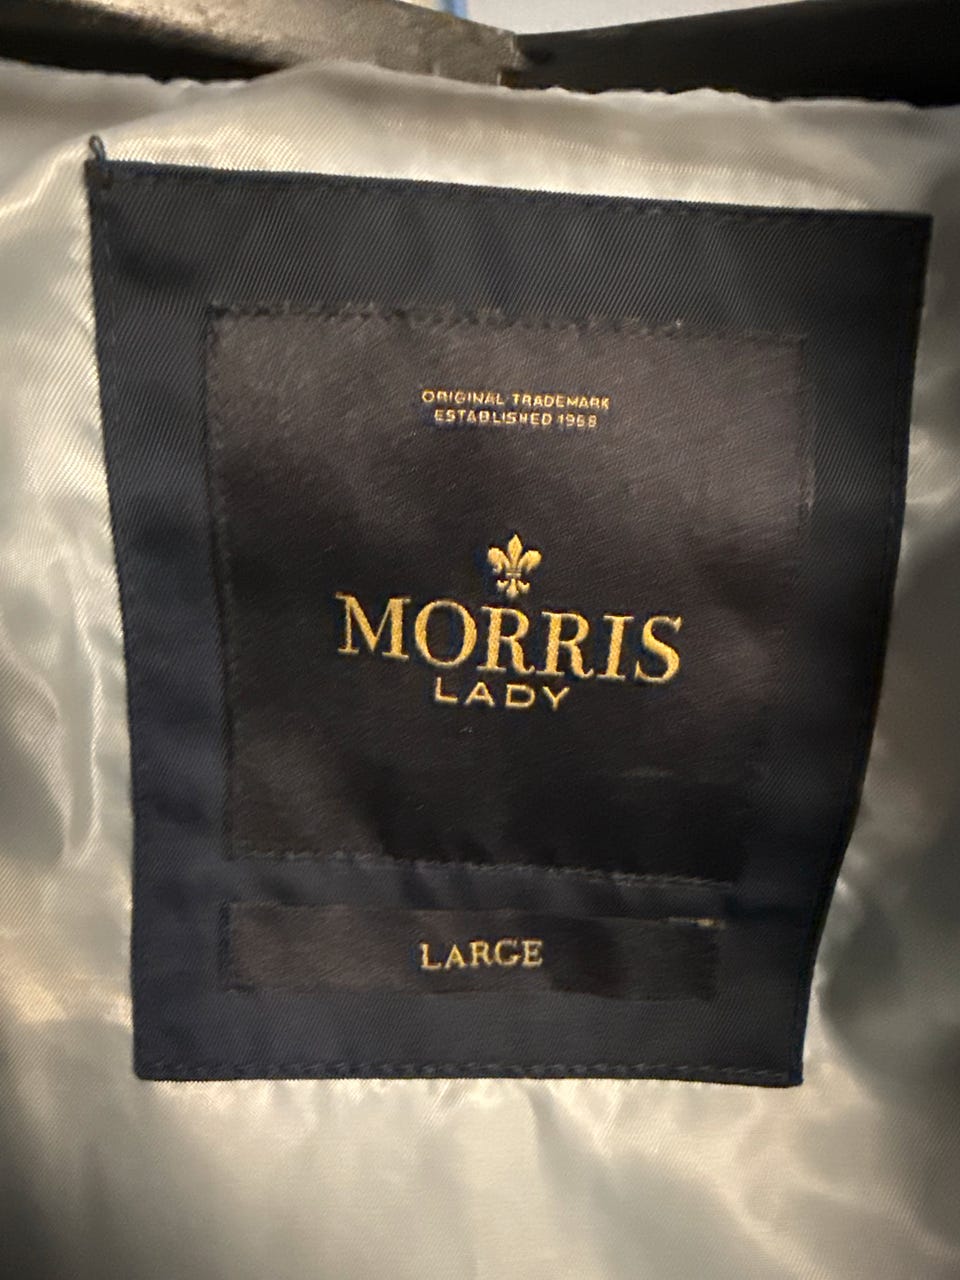 ORIGINAL TRADEMARK
ESTABLISHED 1968
MORRIS
LADY
LARGE